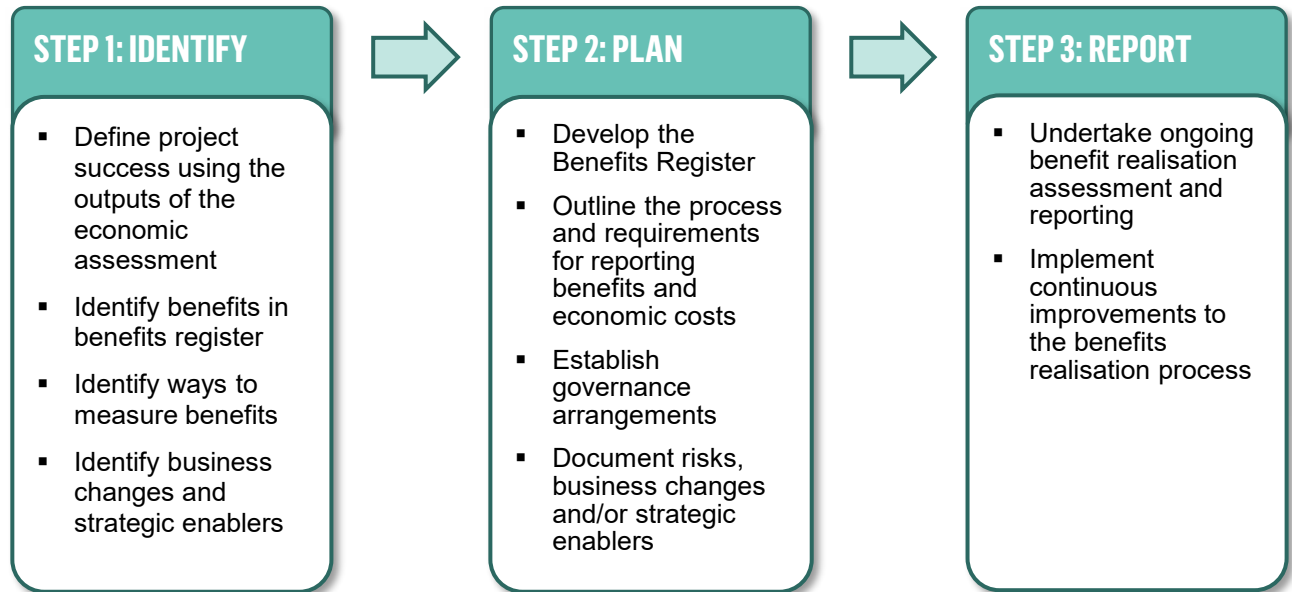 STEP 1: IDENTIFY
▪ Define project
success using the
outputs of the
economic
assessment
▪ Identify benefits in
benefits register
▪ Identify ways to
measure benefits
▪ Identify business
changes and
strategic enablers
STEP 2: PLAN
▪ Develop the
Benefits Register
▪ Outline the process
and requirements
for reporting
benefits and
economic costs
▪ Establish
governance
arrangements
▪ Document risks,
business changes
and/or strategic
enablers
STEP 3: REPORT
▪ Undertake ongoing
benefit realisation
assessment and
reporting
▪ Implement
continuous
improvements to
the benefits
realisation process